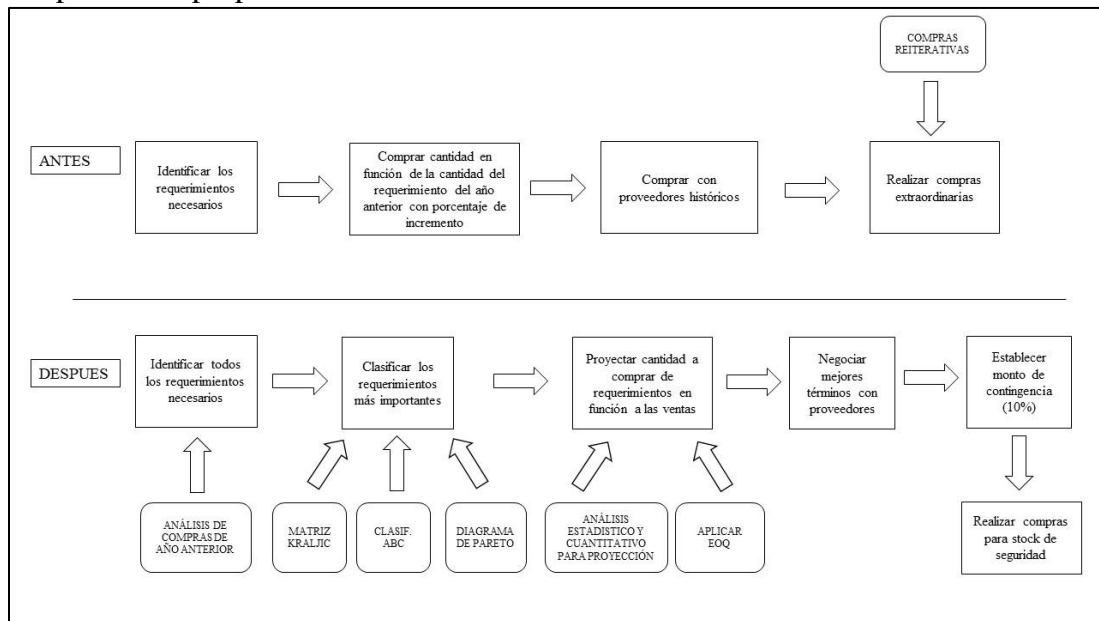 COMPRAS
REITERATIVAS
ANTES
Identificar los
requerimientos
necesarios
Comprar cantidad en
función de la cantidad del
requerimiento del año
anterior con porcentaje de
incremento
Comprar con
proveedores históricos
Realizar compras
extraordinarias
DESPUES
Identificar todos
los requerimientos
necesarios
Clasificar los
requerimientos
más importantes
Proyectar cantidad a
comprar de
requerimientos en
función a las ventas
Negociar
mejores
términos con
proveedores
Establecer
monto de
contingencia
(10%)
ANÁLISIS DE
COMPRAS DE
AÑO ANTERIOR
MATRIZ
KRALJIC
CLASIF.
ABC
DIAGRAMA
DE PARETO
ANÁLISIS
ESTADISTICO Y
CUANTITATIVO
PARA PROYECCIÓN
APLICAR
EOQ
Realizar compras
para stock de
seguridad